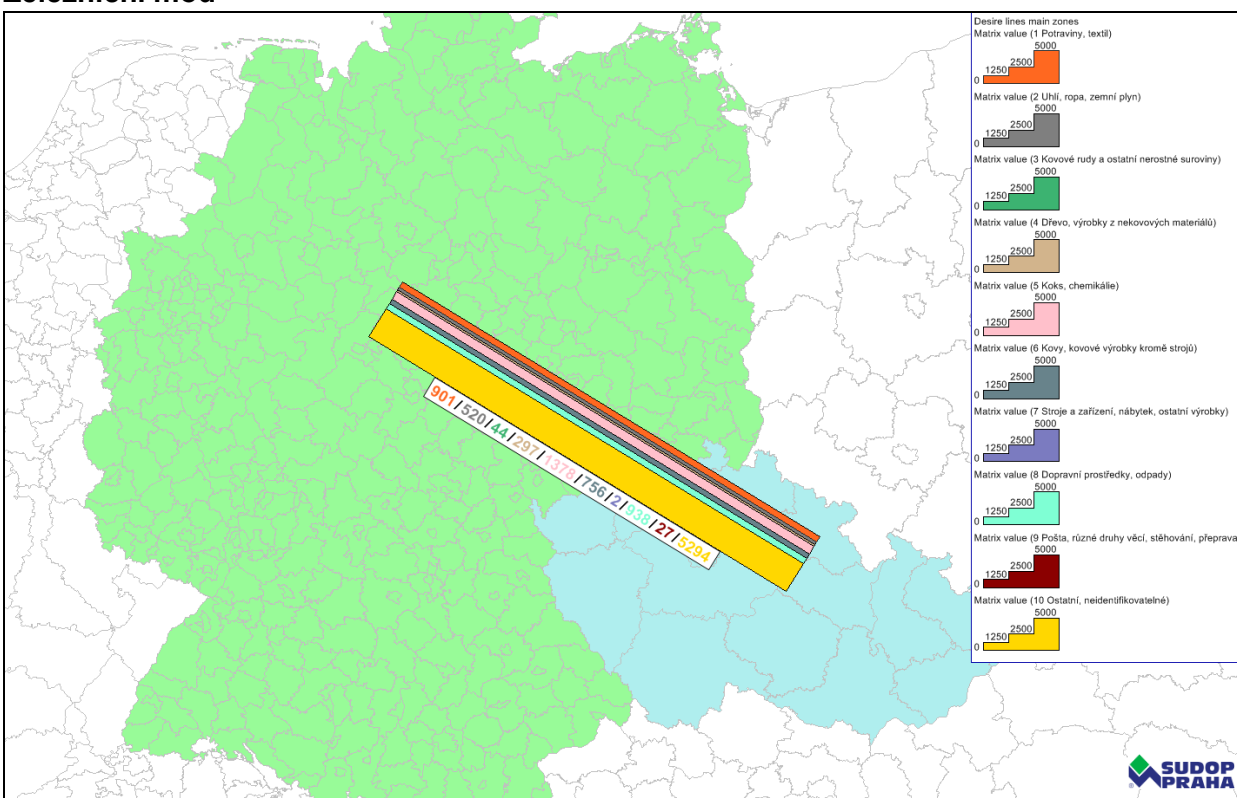 Železniční mód
Desire lines main zones
Matrix value (1 Potraviny, textil)
5000
2500
1250
0
Matrix value (2 Uhlí, ropa, zemní plyn)
5000
2500
1250
0
Matrix value (3 Kovové rudy a ostatní nerostné suroviny)
5000
2500
1250
0
Matrix value (4 Dřevo, výrobky z nekovových materiálů)
5000
2500
1250
0
Matrix value (5 Koks, chemikálie)
5000
2500
1250
0
Matrix value (6 Kovy, kovové výrobky kromě strojů)
5000
2500
1250
0
Matrix value (7 Stroje a zařízení, nábytek, ostatní výrobky)
5000
2500
1250
0
Matrix value (8 Dopravní prostředky, odpady)
5000
2500
1250
0
Matrix value (9 Pošta, různé druhy věcí, stěhování, přeprava
5000
2500
1250
0
Matrix value (10 Ostatní, neidentifikovatelné)
5000
2500
1250
0
901/520/44/297/1378/756/2/938/27/5294
SUDOP
PRAHA